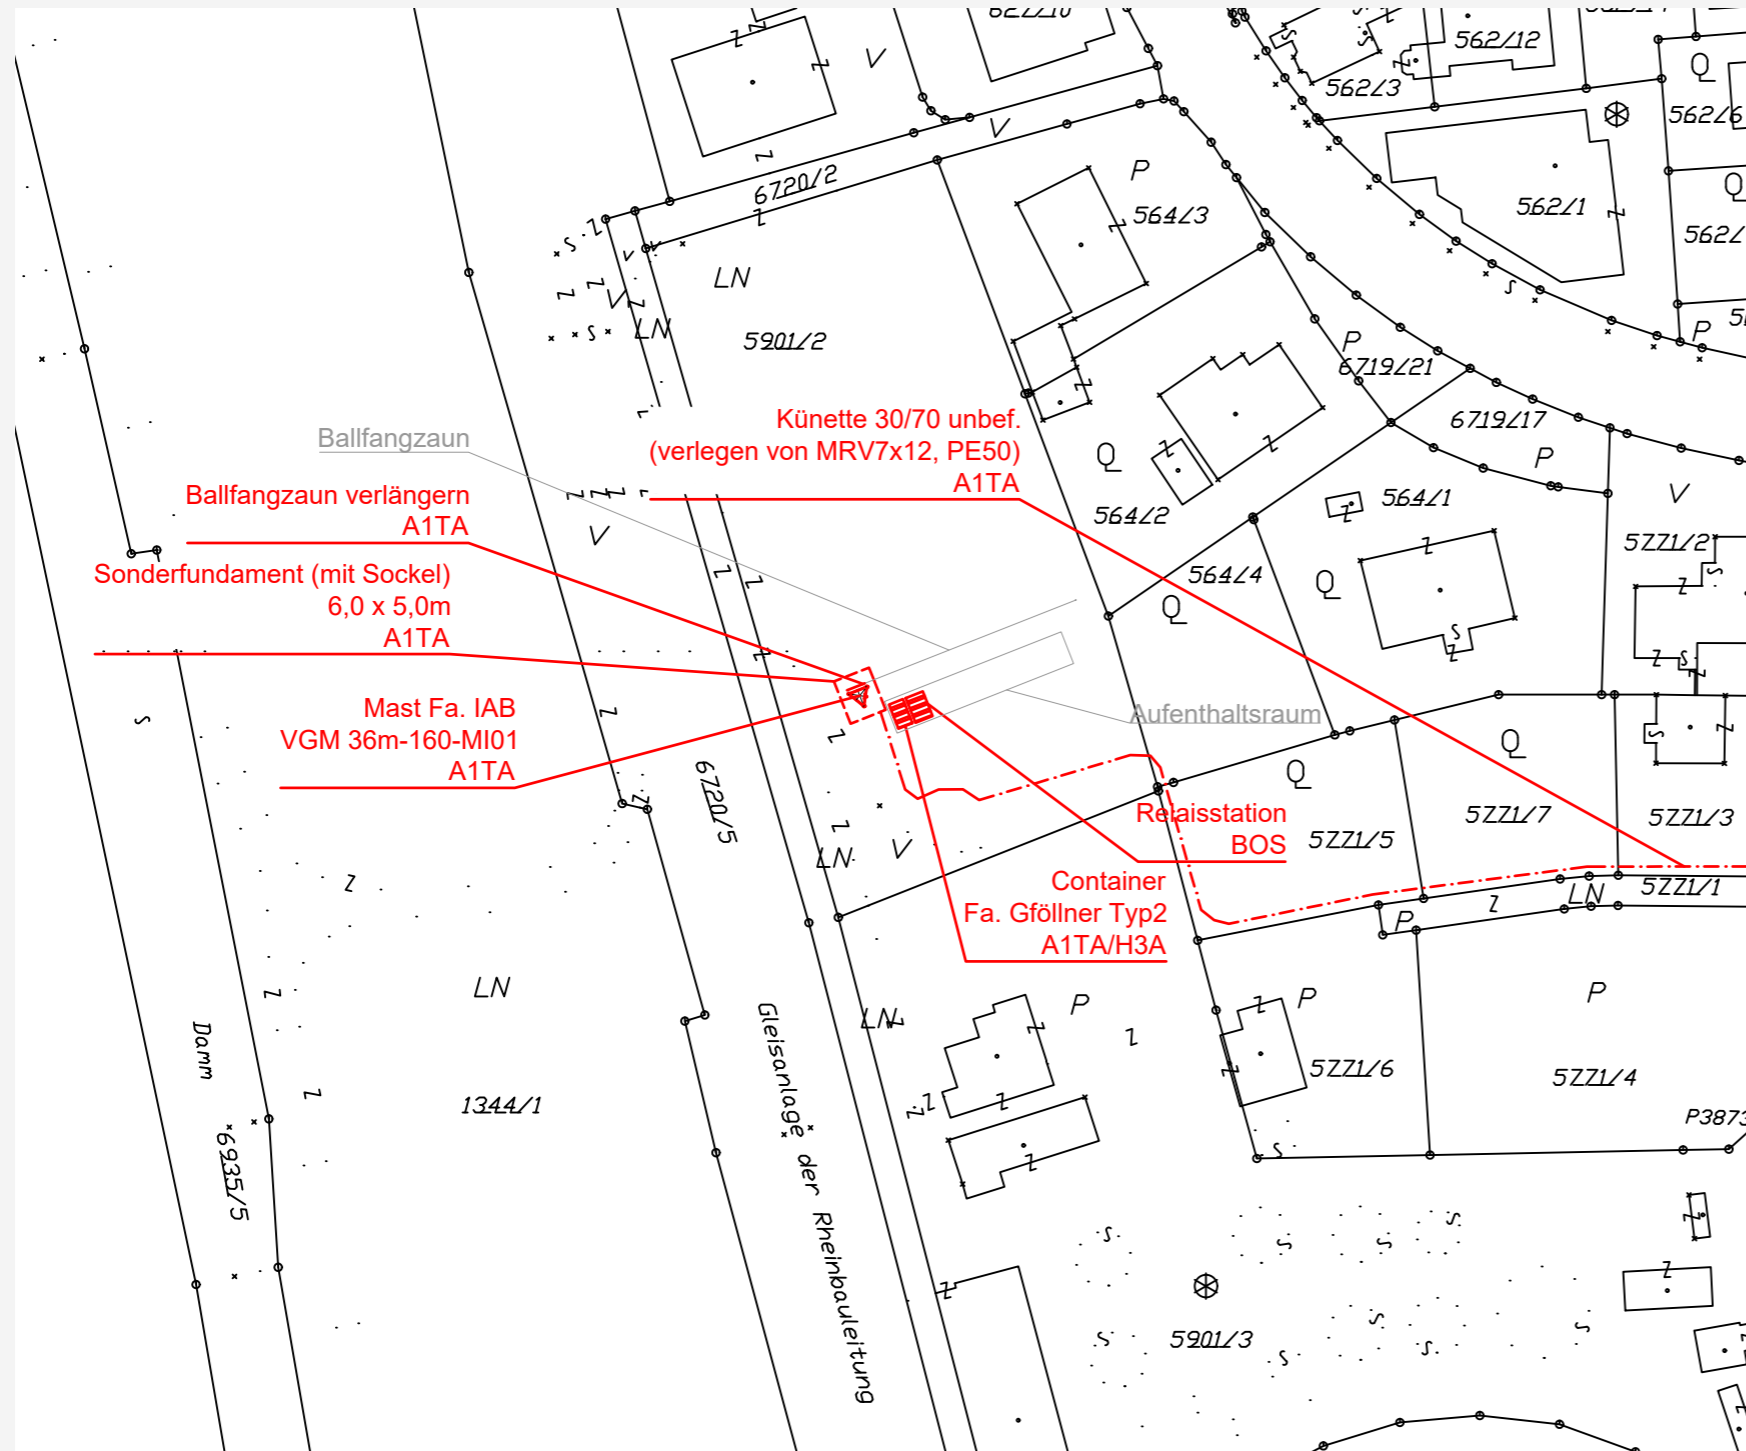 562/12
562/3
562/6
6720/2
P
564/3
562/1
LN
5901/2
LN
P
6719/21
Künette 30/70 unbef.
(verlegen von MRV7x12, PE50)
A1TA
Ballfangzaun
6719/17
P
Q
Ballfangzaun verlängern
A1TA
564/1
564/2
V
V
5771/2
Sonderfundament (mit Sockel)
6,0 x 5,0m
A1TA
564/4
Q
Q
Mast Fa. IAB
VGM 36m-160-MI01
A1TA
Aufenthaltsraum
Q
Q
6720/5
Relaisstation
BOS
5771/5
5771/7
5771/3
LN
V
Container
Fa. Gföllner Typ2
A1TA/H3A
LN
5771/1
P
LN
LN
P
P
P
Damm
Gleisanlage der Rheinbauleitung
5771/6
5771/4
1344/1
P3873
6935/5
5901/3